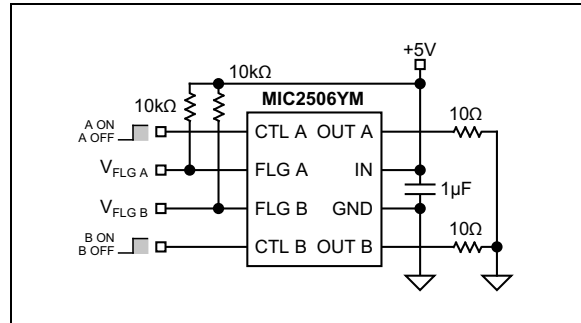 +5V
10kΩ
MIC2506YM
10kΩ
10Ω
A ON
A OFF
CTL A OUT A
VFLG A
FLG A IN
1µF
VFLG B
FLG B GND
10Ω
B ON
B OFF
CTL B OUT B